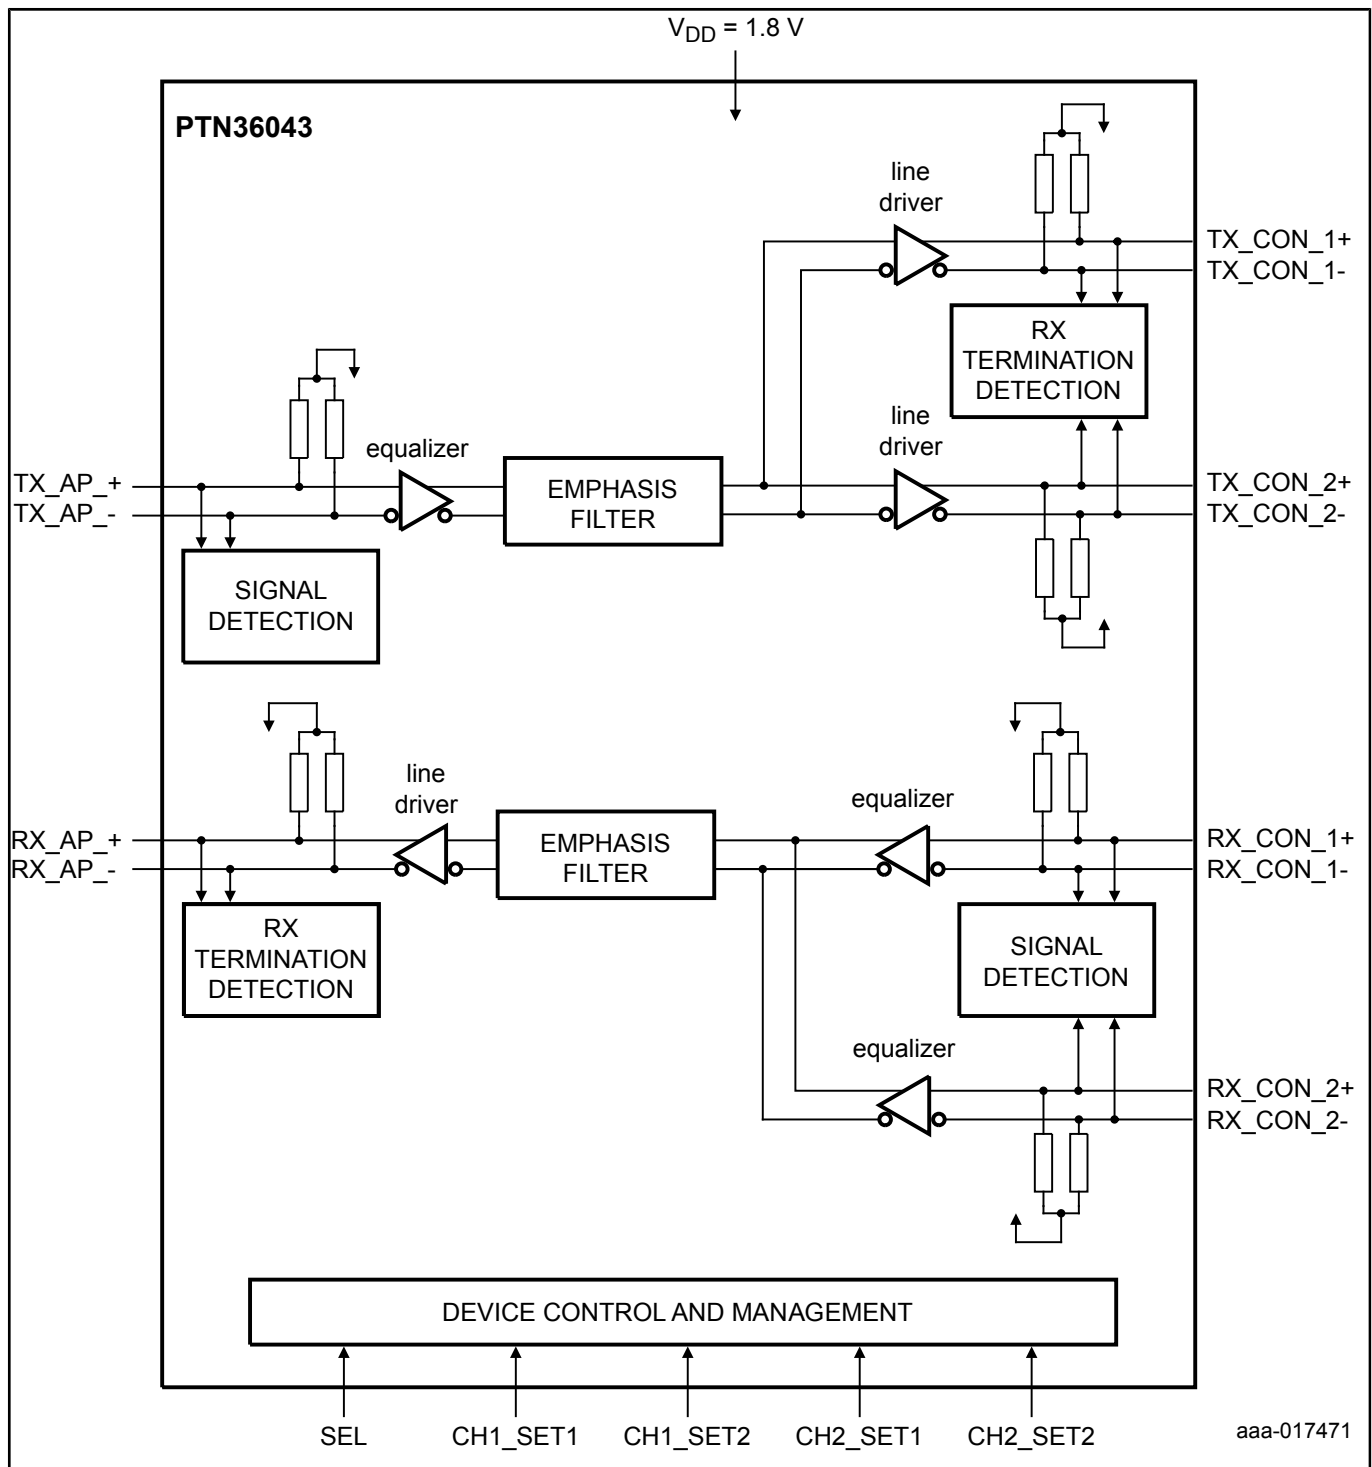 VDD = 1.8 V
PTN36043
line
driver
TX_CON_1+
TX_CON_1-
RX
TERMINATION
DETECTION
line
driver
equalizer
TX_AP_+
TX_AP_-
EMPHASIS
FILTER
TX_CON_2+
TX_CON_2-
SIGNAL
DETECTION
line
driver
equalizer
RX_AP_+
RX_AP_-
EMPHASIS
FILTER
RX_CON_1+
RX_CON_1-
RX
TERMINATION
DETECTION
SIGNAL
DETECTION
equalizer
RX_CON_2+
RX_CON_2-
DEVICE CONTROL AND MANAGEMENT
SEL
CH1_SET1
CH1_SET2
CH2_SET1
CH2_SET2
aaa-017471